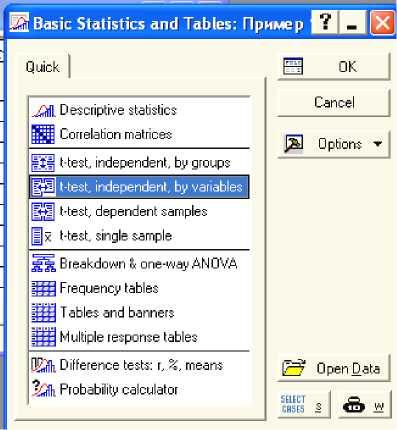 Basic Statistics and Tables: Пример
Quick
Descriptive statistics
Correlation matrices
t-test, independent, by groups
t-test, independent, by variables
t-test, dependent samples
t-test, single sample
Breakdown & one-way ANOVA
Frequency tables
Tables and banners
Multiple response tables
Difference tests: r, %, means
Probability calculator
OK
Cancel
Options
Open Data
SELECT CASES S
W